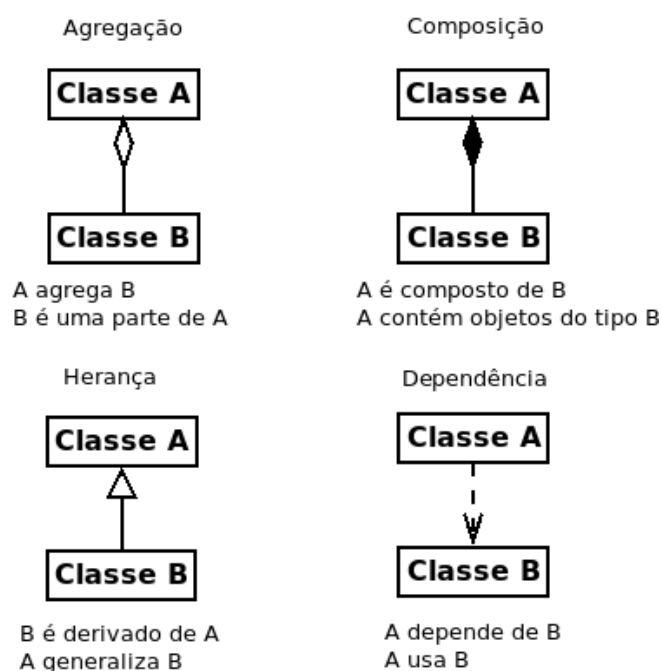 Agregação
Classe A
Classe B
A agrega B
B é uma parte de A
Composição
Classe A
Classe B
A é composto de B
A contém objetos do tipo B
Herança
Classe A
Classe B
B é derivado de A
A generaliza B
Dependência
Classe A
Classe B
A depende de B
A usa B